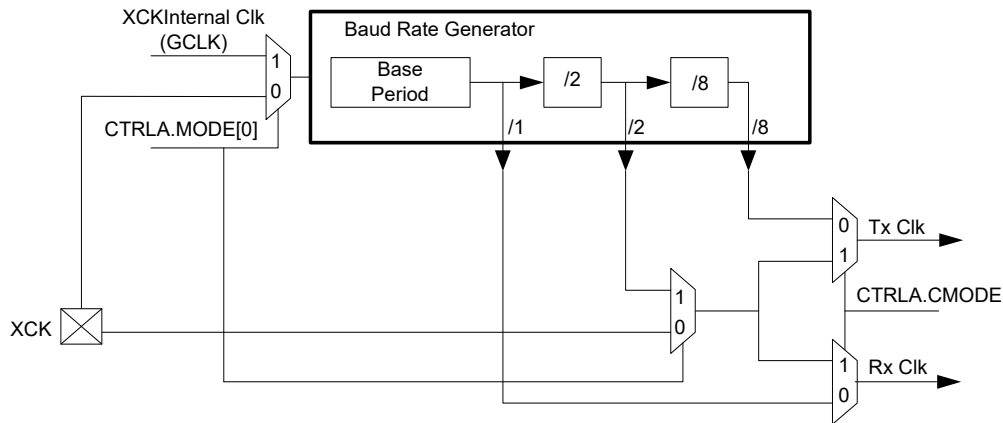 XCKInternal Clk
(GCLK)
Baud Rate Generator
1
0
Base
Period
/2
/8
CTRLA.MODE[0]
/1
/2
/8
0
Tx Clk
1
CTRLA.CMODE
1
0
XCK
1
Rx Clk
0